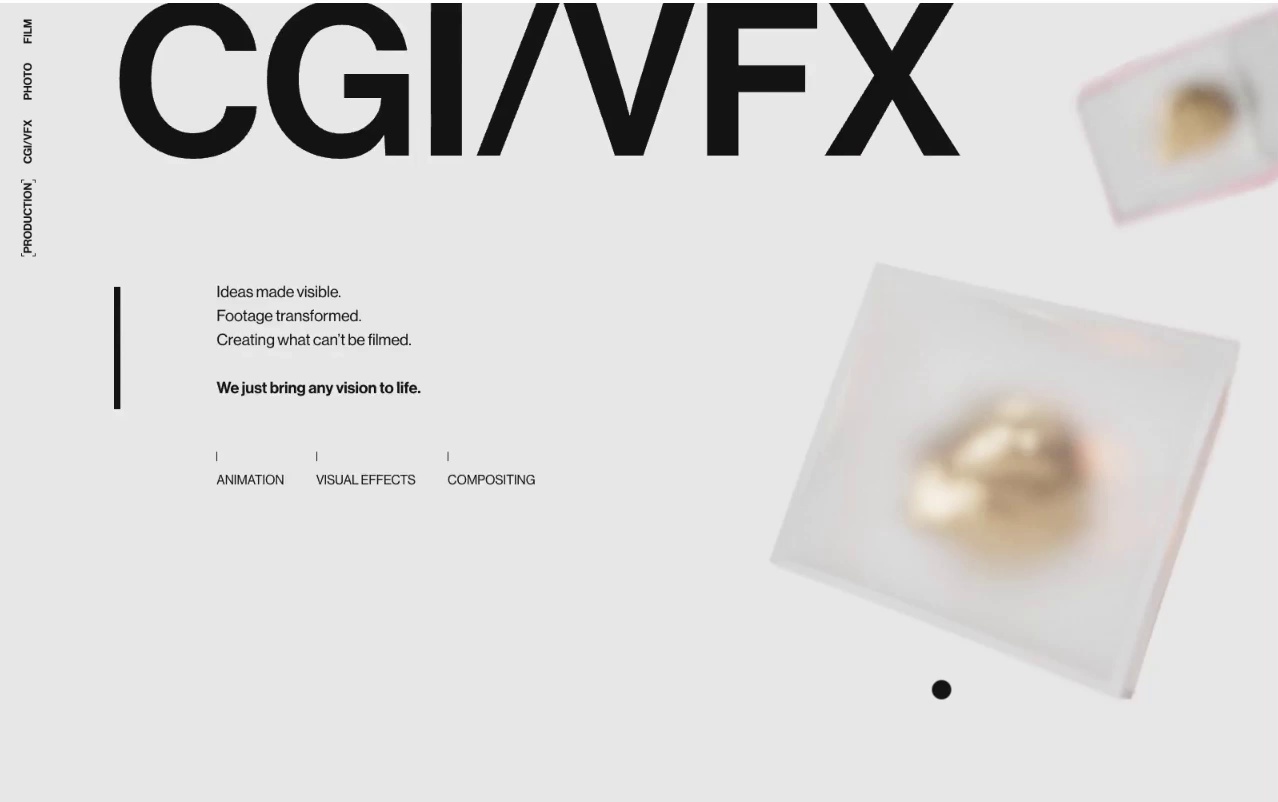 CGI/VFX
FILM
PHOTO
CGI/VFX
PRODUCTION
Ideas made visible.
Footage transformed.
Creating what can’t be filmed.
We just bring any vision to life.
ANIMATION
VISUAL EFFECTS
COMPOSITING